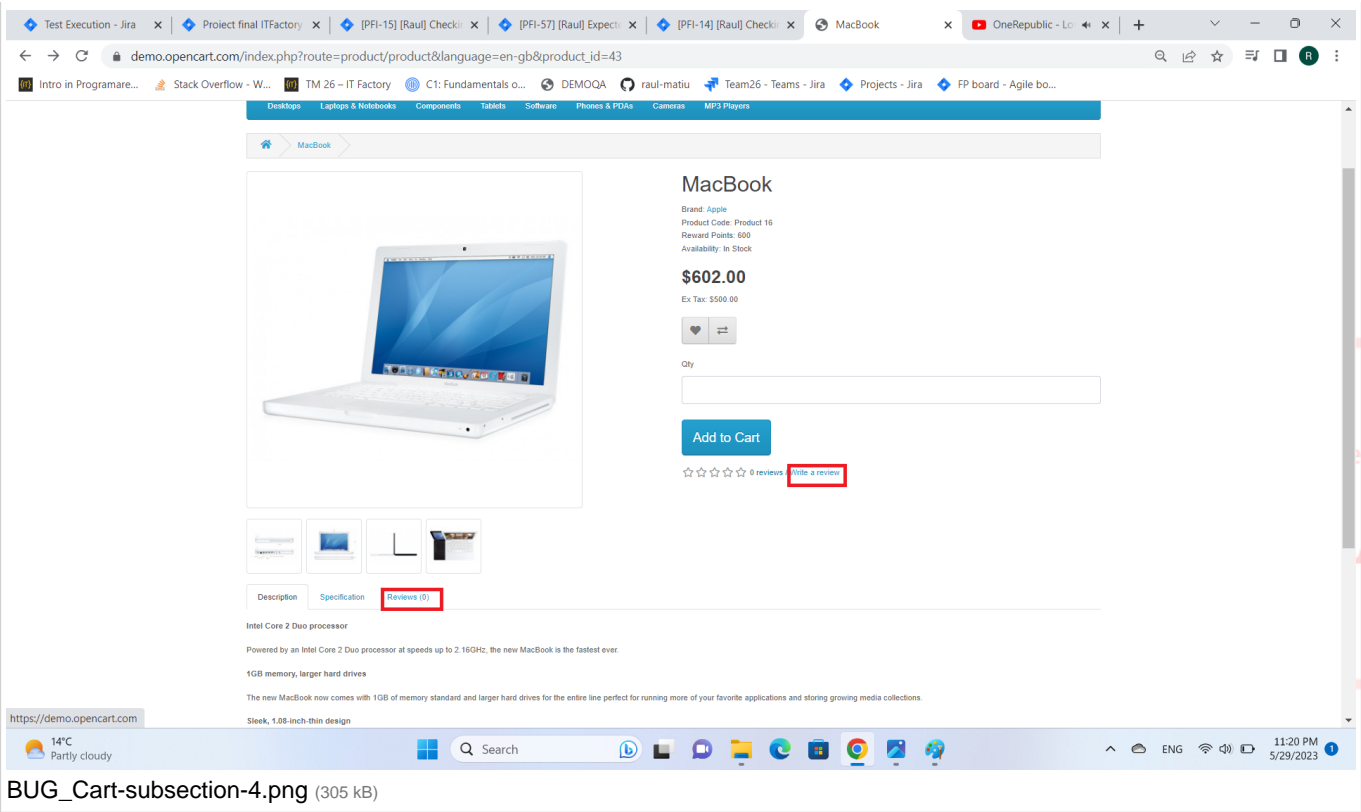 Test Execution - Jira
Proiect final ITFactory
[PFI-15] [Raul] Checkin
[PFI-57] [Raul] Expecte
[PFI-14] [Raul] Checkin
MacBook
OneRepublic - Lo
demo.opencart.com/index.php?route=product/product&language=en-gb&product_id=43
R
Intro in Programare...
Stack Overflow - W...
TM 26 – IT Factory
C1: Fundamentals o...
DEMOQA
raul-matiu
Team26 - Teams - Jira
Projects - Jira
FP board - Agile bo...
Desktops Laptops & Notebooks Components Tablets Software Phones & PDAs Cameras MP3 Players
MacBook
MacBook
Brand: Apple
Product Code: Product 16
Reward Points: 600
Availability: In Stock
$602.00
Ex Tax: $500.00
Qty
Add to Cart
0 reviews / Write a review
Description Specification Reviews (0)
Intel Core 2 Duo processor
Powered by an Intel Core 2 Duo processor at speeds up to 2.16GHz, the new MacBook is the fastest ever.
1GB memory, larger hard drives
The new MacBook now comes with 1GB of memory standard and larger hard drives for the entire line perfect for running more of your favorite applications and storing growing media collections.
Sleek, 1.08-inch-thin design
https://demo.opencart.com
14°C
Partly cloudy
Search
ENG
11:20 PM
5/29/2023
1
BUG_Cart-subsection-4.png (305 kB)